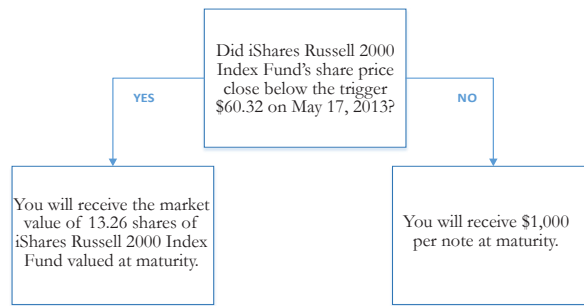 Did iShares Russell 2000
Index Fund's share price
close below the trigger
$60.32 on May 17, 2013?
YES
NO
You will receive the market
value of 13.26 shares of
iShares Russell 2000 Index
Fund valued at maturity.
You will receive $1,000
per note at maturity.